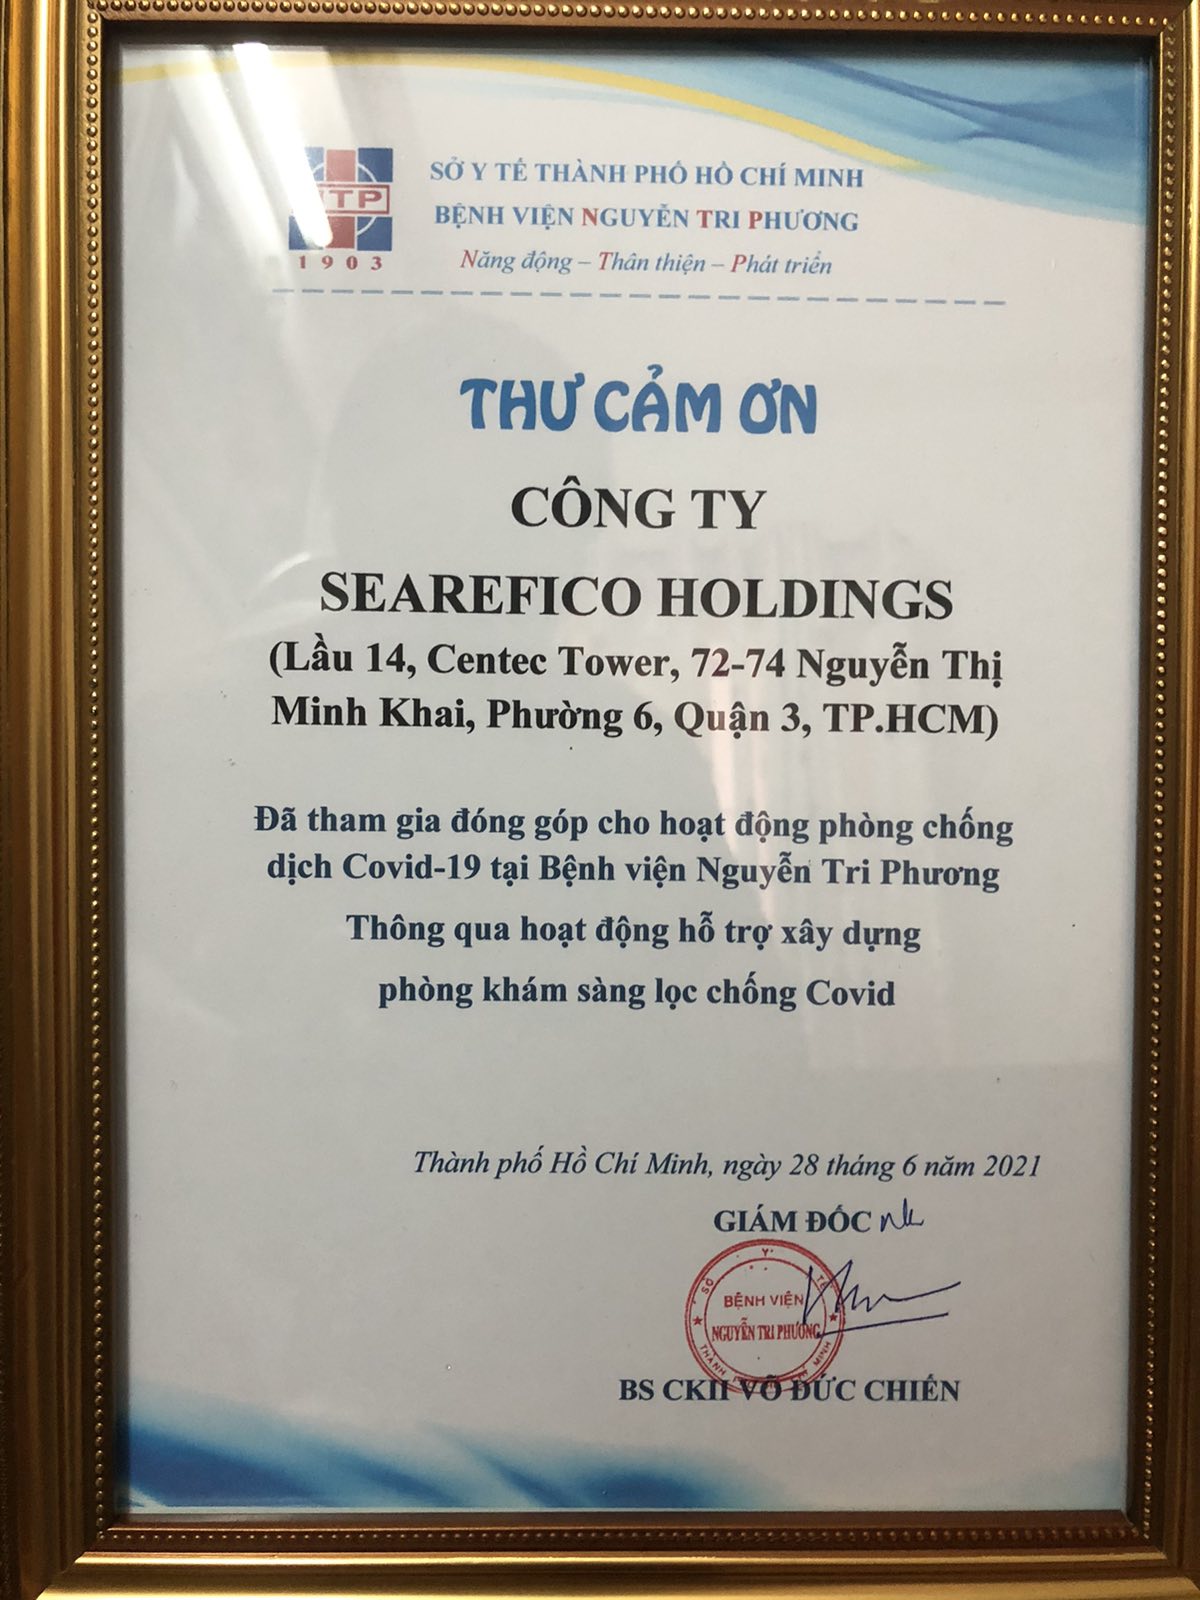 SỞ Y TẾ THÀNH PHỐ HỒ CHÍ MINH
BỆNH VIỆN NGUYỄN TRI PHƯƠNG
Năng động – Thân thiện – Phát triển
1903
THƯ CẢM ƠN
CÔNG TY
SEAREFICO HOLDINGS
(Lầu 14, Centec Tower, 72-74 Nguyễn Thị
Minh Khai, Phường 6, Quận 3, TP.HCM)
Đã tham gia đóng góp cho hoạt động phòng chống
dịch Covid-19 tại Bệnh viện Nguyễn Tri Phương
Thông qua hoạt động hỗ trợ xây dựng
phòng khám sàng lọc chống Covid
Thành phố Hồ Chí Minh, ngày 28 tháng 6 năm 2021
GIÁM ĐỐC
SỞ Y TẾ
BỆNH VIỆN
NGUYỄN TRI PHƯƠNG
THÀNH MINH
BS CKII VÕ ĐỨC CHIẾN